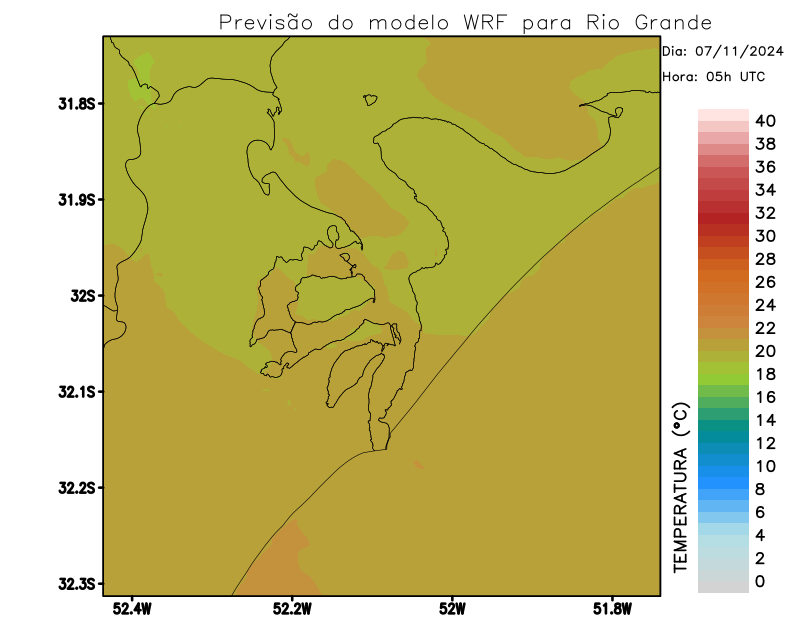 Previsão do modelo WRF para Rio Grande
Dia: 07/11/2024
Hora: 05h UTC
31.8S
31.9S
32S
32.1S
32.2S
32.3S
52.4W
52.2W
52W
51.8W
TEMPERATURA (°C)
40
38
36
34
32
30
28
26
24
22
20
18
16
14
12
10
8
6
4
2
0